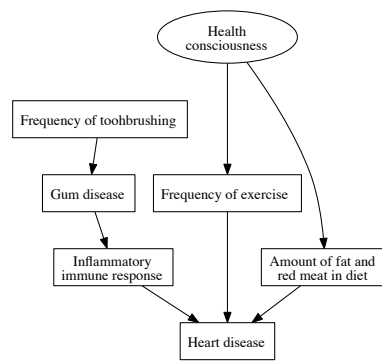 Health
consciousness
Frequency of toohbrushing
Gum disease
Frequency of exercise
Inflammatory
immune response
Amount of fat and
red meat in diet
Heart disease